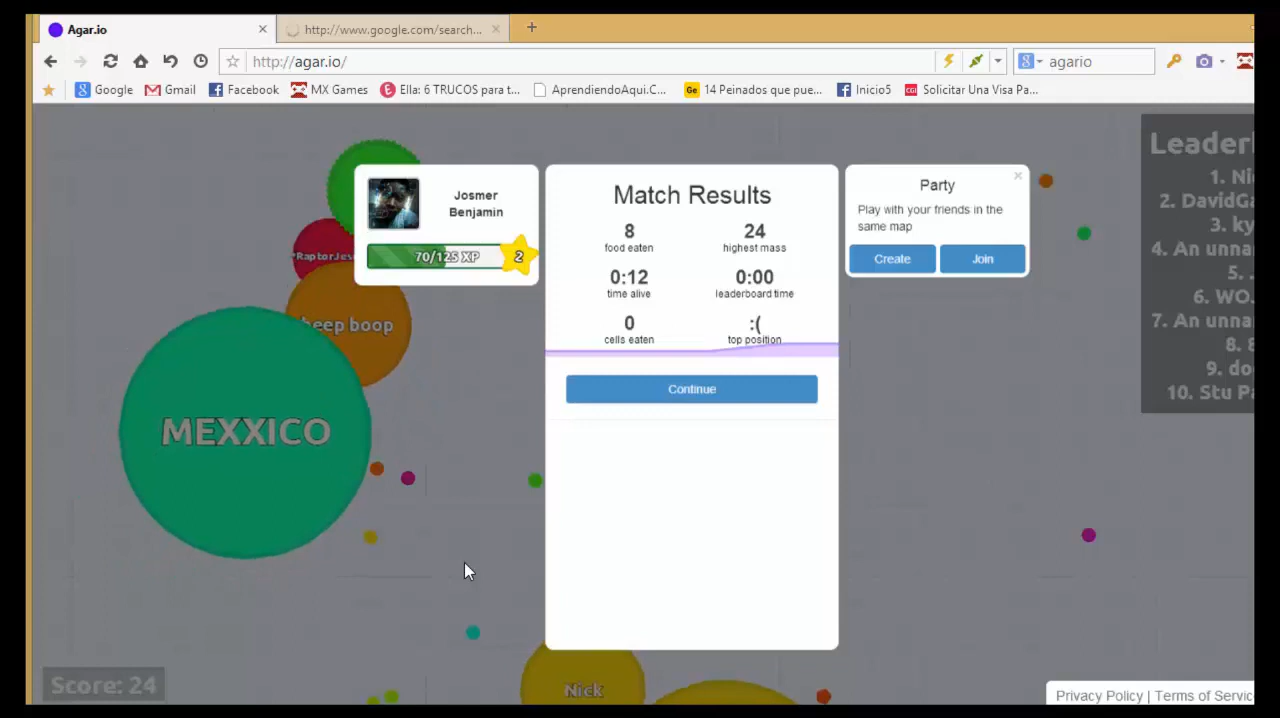 Agar.io
http://www.google.com/search...
http://agar.io/
agario
Google
Gmail
Facebook
MX Games
Ella: 6 TRUCOS para t...
AprendiendoAqui.C...
14 Peinados que pue...
Inicio5
Solicitar Una Visa Pa...
Josmer
Benjamin
70/125 XP
2
Match Results
8
food eaten
24
highest mass
0:12
time alive
0:00
leaderboard time
0
cells eaten
:(
top position
Continue
Party
Play with your friends in the
same map
Create
Join
1. Ni
2. DavidGa
3. ky
4. An unna
5. .
6. WO.
7. An unna
8. 8
9. do
10. Stu Pa
beep boop
MEXXICO
Nick
Score: 24
Privacy Policy | Terms of Servic